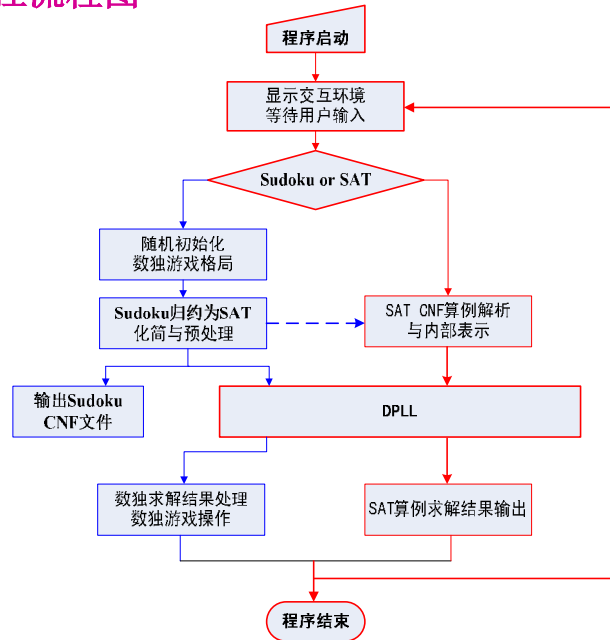 流程图
程序启动
显示交互环境
等待用户输入
Sudoku or SAT
随机初始化
数独游戏格局
Sudoku归约为SAT
化简与预处理
SAT CNF算例解析
与内部表示
输出Sudoku
CNF文件
DPLL
数独求解结果处理
数独游戏操作
SAT算例求解结果输出
程序结束